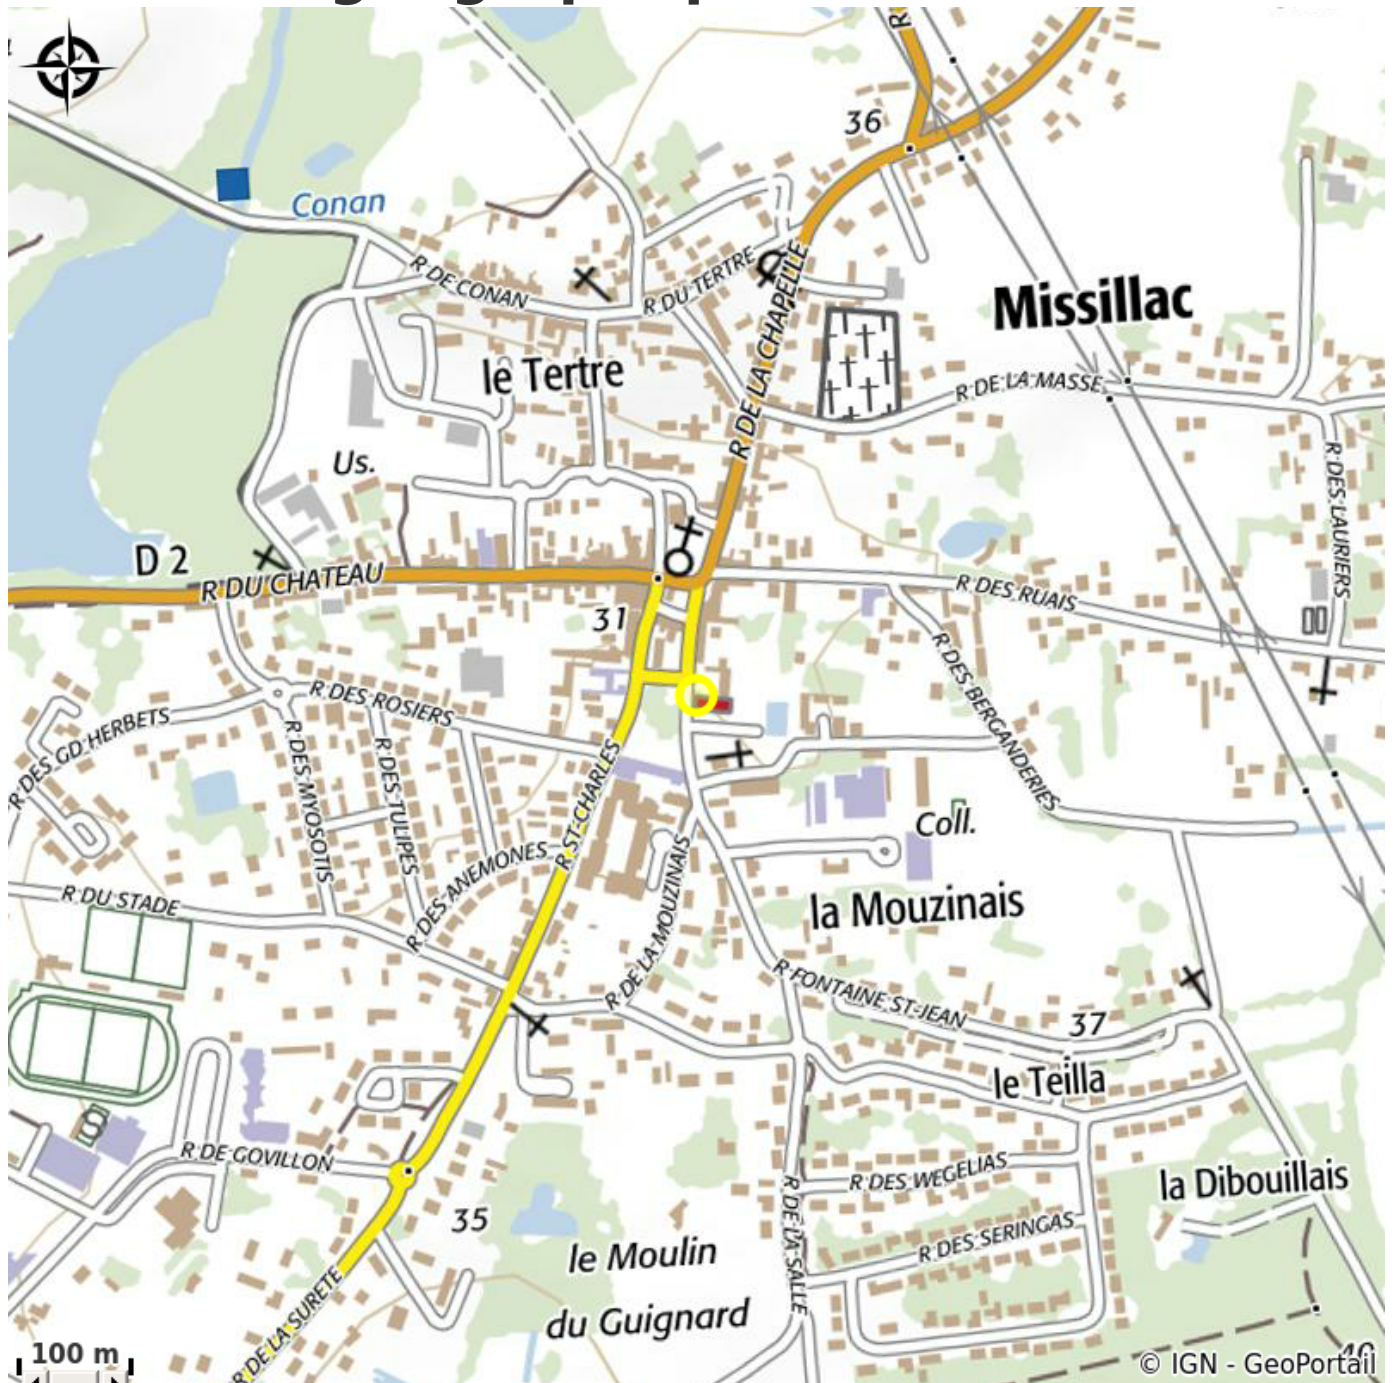 36
Conan
R DE CONAN
R DU TERTRE
R DE LA CHAPELLE
Missillac
le Tertre
R DE LA MASSE
Us.
R DES LAURIERS
D 2
R DU CHATEAU
31
R DES RUAIS
R DES ROSIERS
R DES BERGANDERIES
R DES GD HERBETS
R DES MYOSOTIS
R DES TULIPES
R ST-CHARLES
Coll.
R DES ANEMONES
R DU STADE
R DE LA MOUZINAIS
la Mouzinais
R FONTAINE ST-JEAN
37
le Teilla
R DE GOVILLON
R DES WEGELIAS
la Dibouillais
35
R DE LA SALLE
R DES SERINGAS
le Moulin
du Guignard
R DE LA SURETE
100 m
40
© IGN - GeoPortail